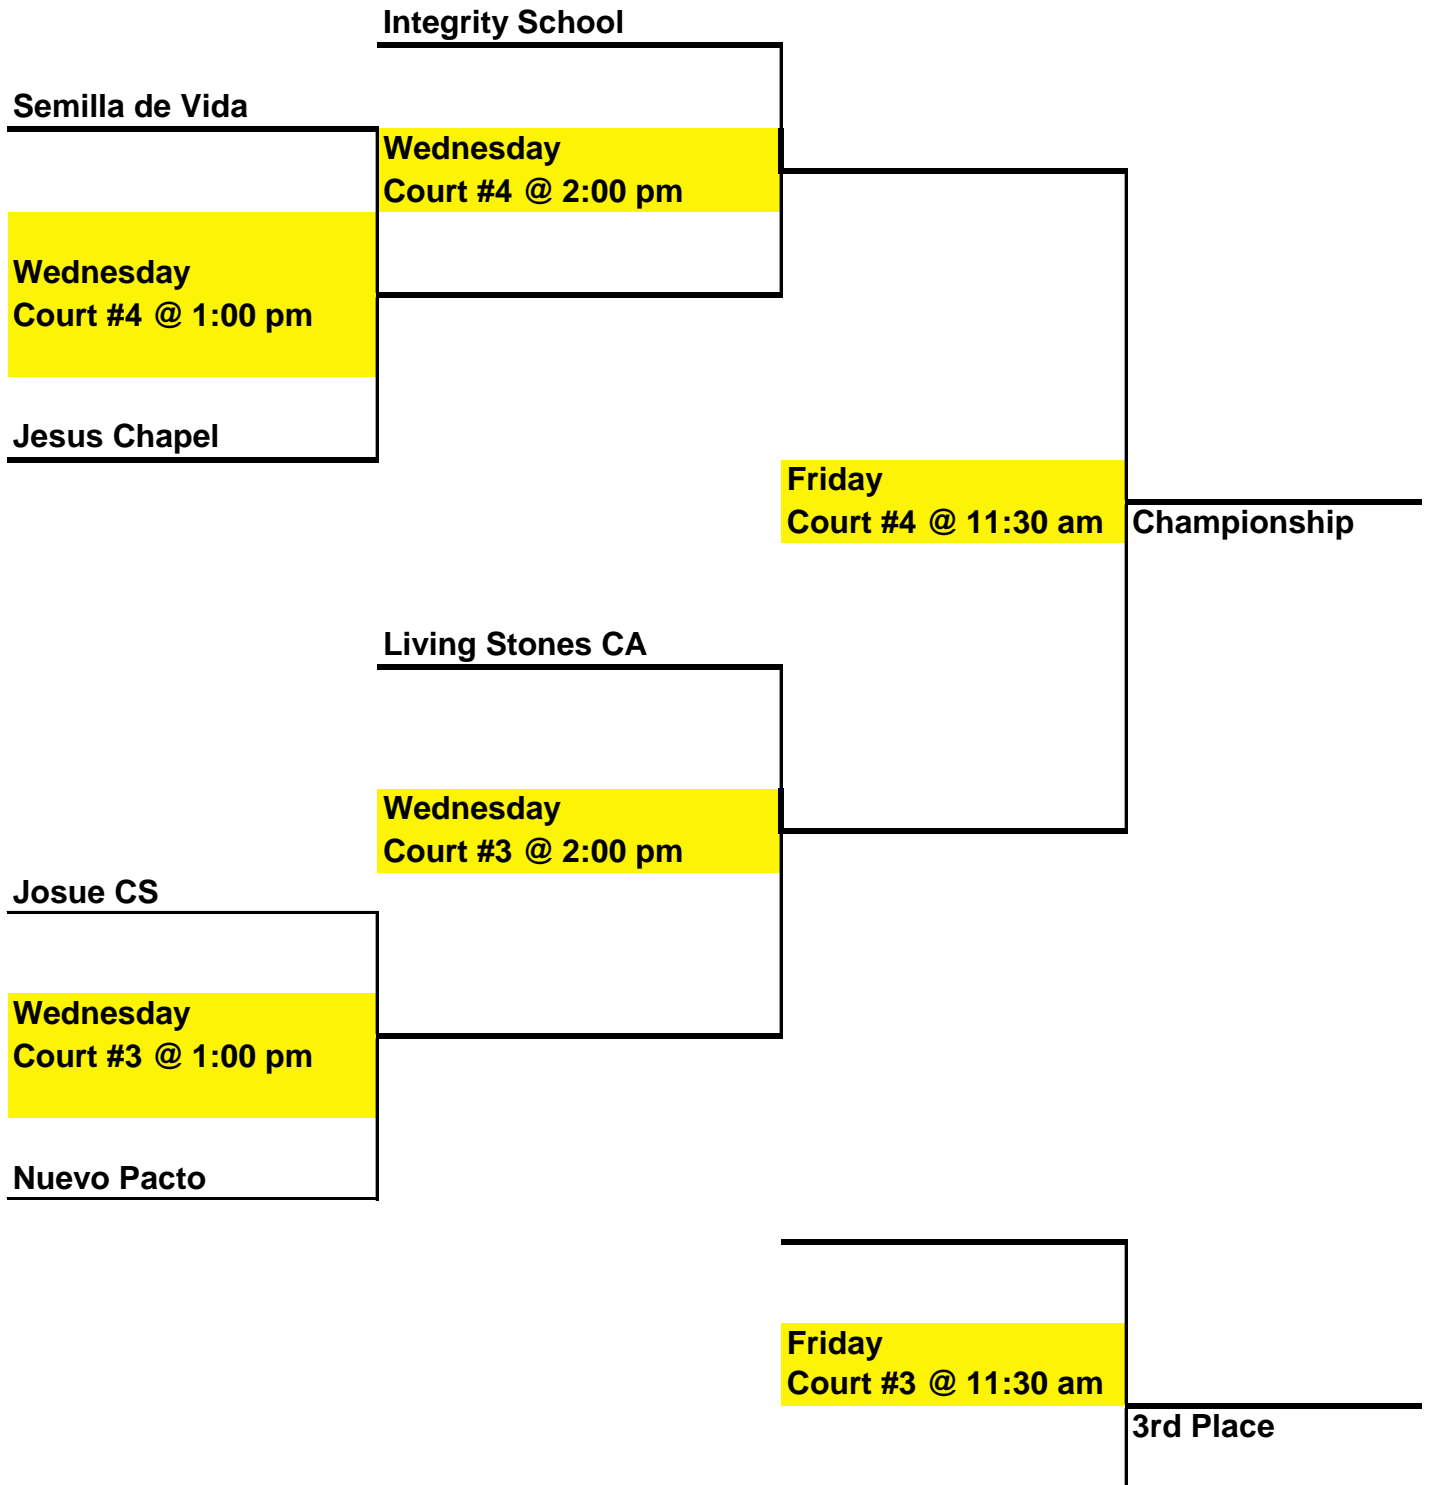 Integrity School
Semilla de Vida
Wednesday
Court #4 @ 2:00 pm
Wednesday
Court #4 @ 1:00 pm
Jesus Chapel
Friday
Court #4 @ 11:30 am
Championship
Living Stones CA
Wednesday
Court #3 @ 2:00 pm
Josue CS
Wednesday
Court #3 @ 1:00 pm
Nuevo Pacto
Friday
Court #3 @ 11:30 am
3rd Place